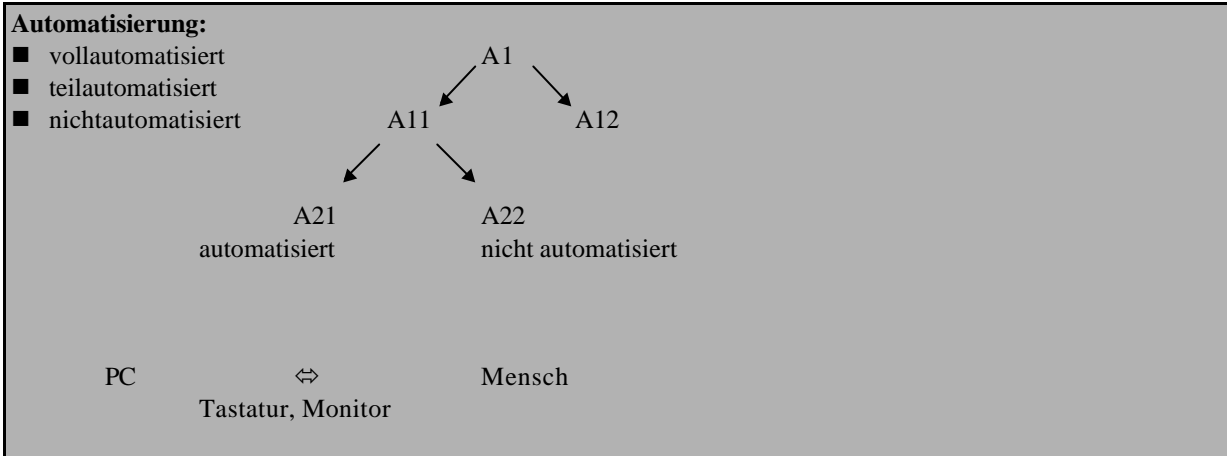 Automatisierung:
■ vollautomatisiert A1
■ teilautomatisiert
■ nichtautomatisiert A11 A12
A21 A22
automatisiert nicht automatisiert
PC ⇔ Mensch
Tastatur, Monitor